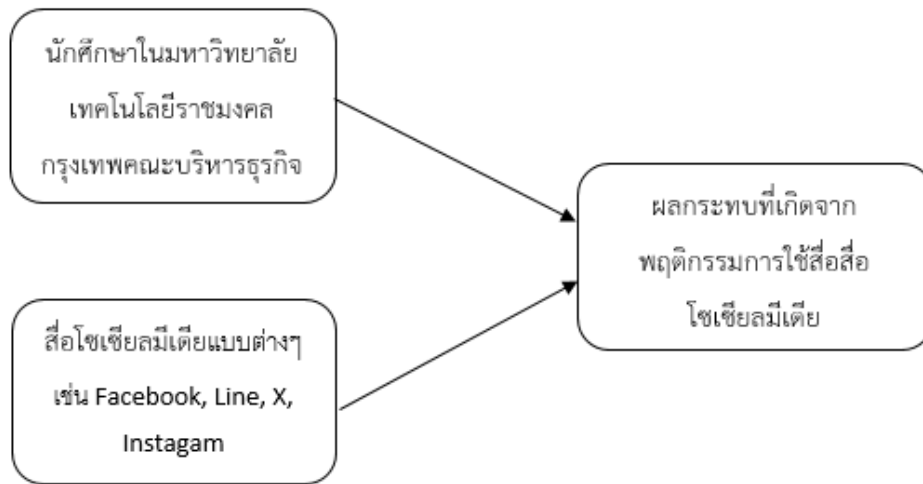 นักศึกษาในมหาวิทยาลัย
เทคโนโลยีราชมงคล
กรุงเทพคณะบริหารธุรกิจ
ผลกระทบที่เกิดจาก
พฤติกรรมการใช้สื่อสื่อ
โซเชียลมีเดีย
สื่อโซเชียลมีเดียแบบต่างๆ
เช่น Facebook, Line, X,
Instagam